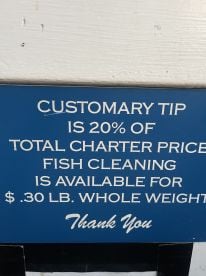 CUSTOMARY TIP
IS 20% OF
TOTAL CHARTER PRICE
FISH CLEANING
IS AVAILABLE FOR
$ .30 LB. WHOLE WEIGHT
Thank You